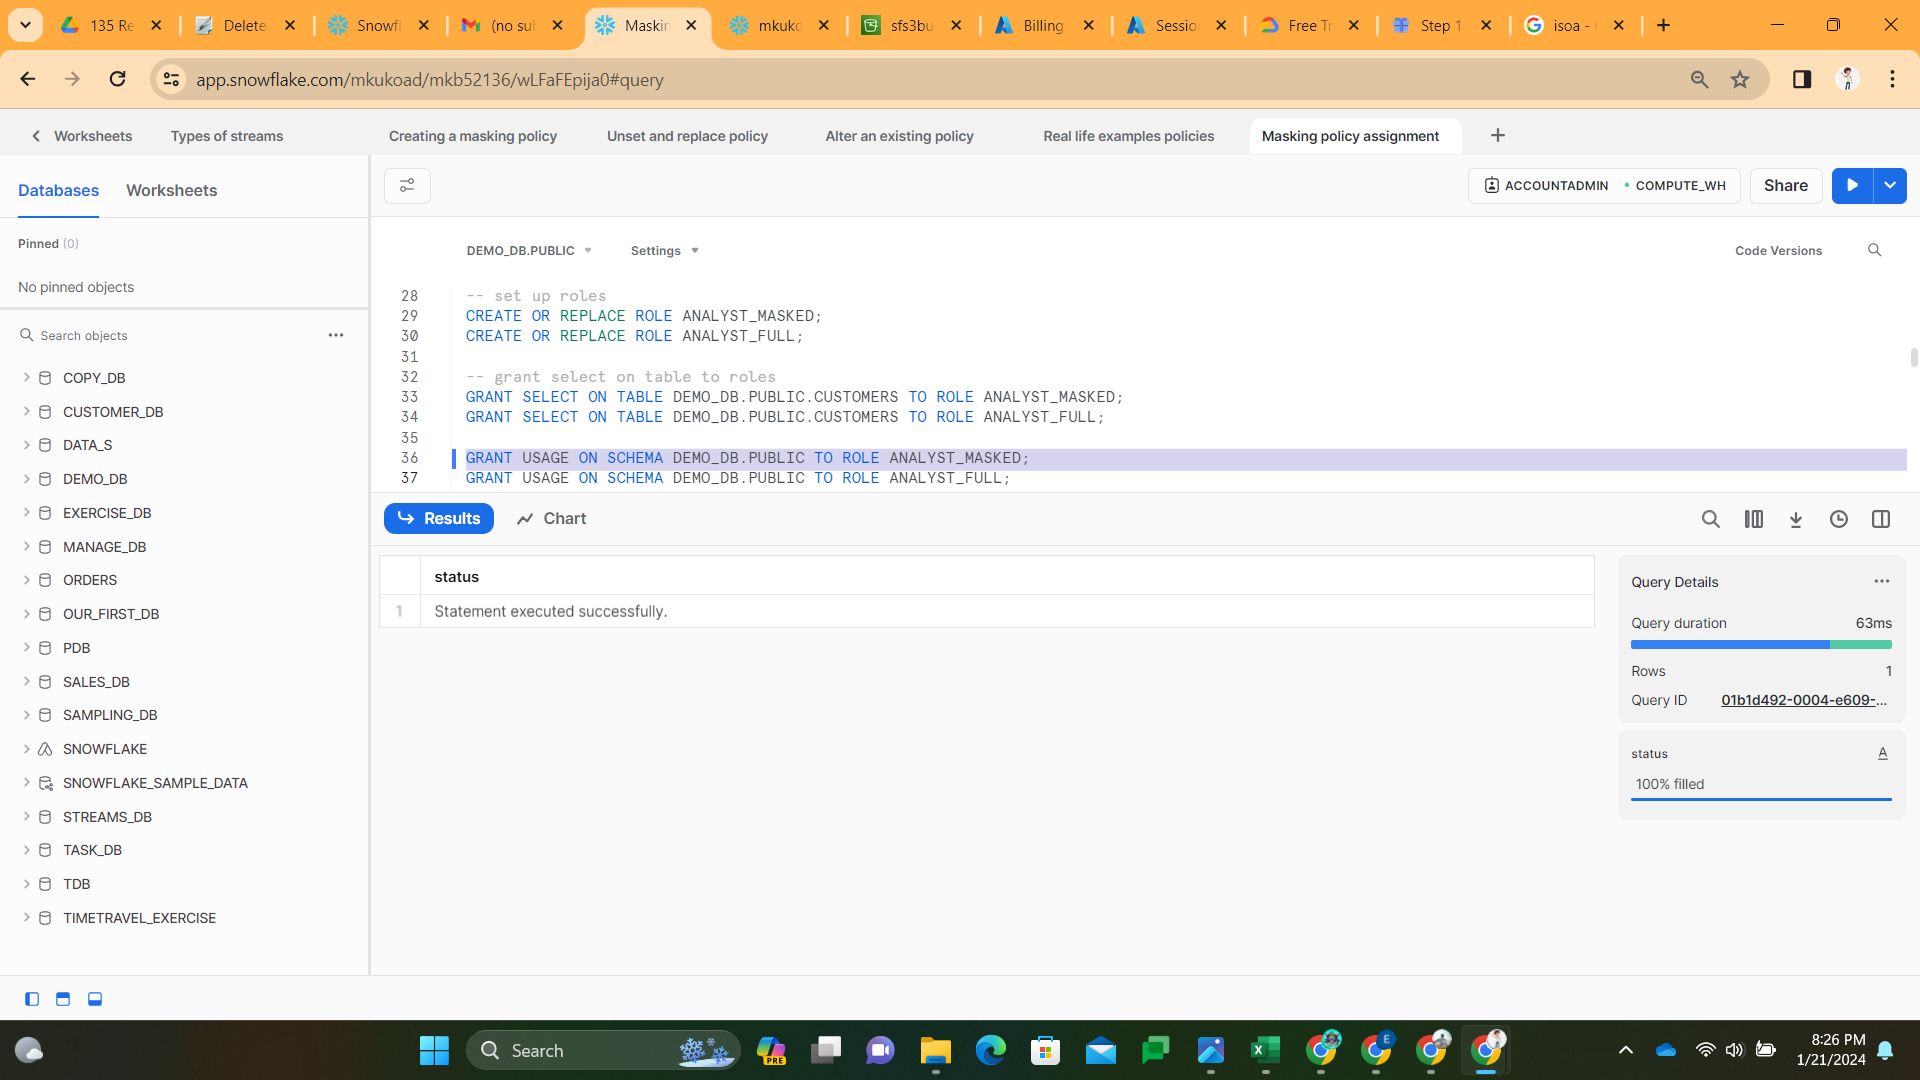 135 Re
Delete
Snowfl
(no sub
Maskin
mkuko
sfs3bu
Billing
Sessio
Free Tr
Step 1
isoa -
app.snowflake.com/mkukoad/mkb52136/wLFaFEpija0#query
Worksheets
Types of streams
Creating a masking policy
Unset and replace policy
Alter an existing policy
Real life examples policies
Masking policy assignment
Databases
Worksheets
ACCOUNTADMIN
COMPUTE_WH
Share
Pinned (0)
No pinned objects
DEMO_DB.PUBLIC
Settings
Code Versions
Search objects
COPY_DB
CUSTOMER_DB
DATA_S
DEMO_DB
EXERCISE_DB
MANAGE_DB
ORDERS
OUR_FIRST_DB
PDB
SALES_DB
SAMPLING_DB
SNOWFLAKE
SNOWFLAKE_SAMPLE_DATA
STREAMS_DB
TASK_DB
TDB
TIMETRAVEL_EXERCISE
28 -- set up roles
29 CREATE OR REPLACE ROLE ANALYST_MASKED;
30 CREATE OR REPLACE ROLE ANALYST_FULL;
31
32 -- grant select on table to roles
33 GRANT SELECT ON TABLE DEMO_DB.PUBLIC.CUSTOMERS TO ROLE ANALYST_MASKED;
34 GRANT SELECT ON TABLE DEMO_DB.PUBLIC.CUSTOMERS TO ROLE ANALYST_FULL;
35
36 GRANT USAGE ON SCHEMA DEMO_DB.PUBLIC TO ROLE ANALYST_MASKED;
37 GRANT USAGE ON SCHEMA DEMO_DB.PUBLIC TO ROLE ANALYST_FULL;
Results
Chart
status
1 Statement executed successfully.
Query Details
Query duration 63ms
Rows 1
Query ID 01b1d492-0004-e609-...
status A
100% filled
Search
PRE
E
8:26 PM
1/21/2024